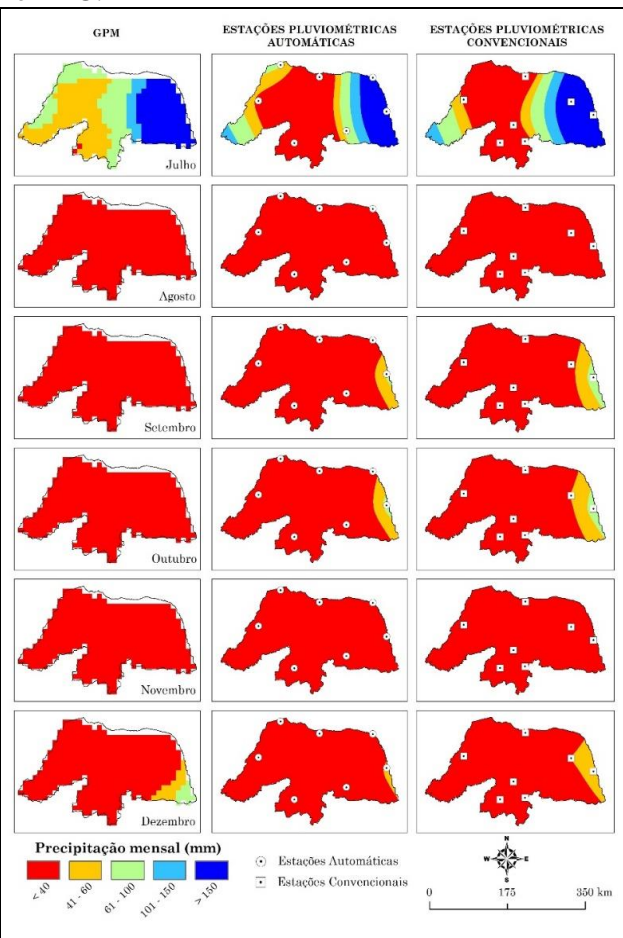 GPM
ESTAÇÕES PLUVIOMÉTRICAS
AUTOMÁTICAS
ESTAÇÕES PLUVIOMÉTRICAS
CONVENCIONAIS
Julho
Agosto
Setembro
Outubro
Novembro
Dezembro
Precipitação mensal (mm)
< 40
41 - 60
61 - 100
101 - 150
> 150
Estações Automáticas
Estações Convencionais
N
W E
S
0 175 350 km